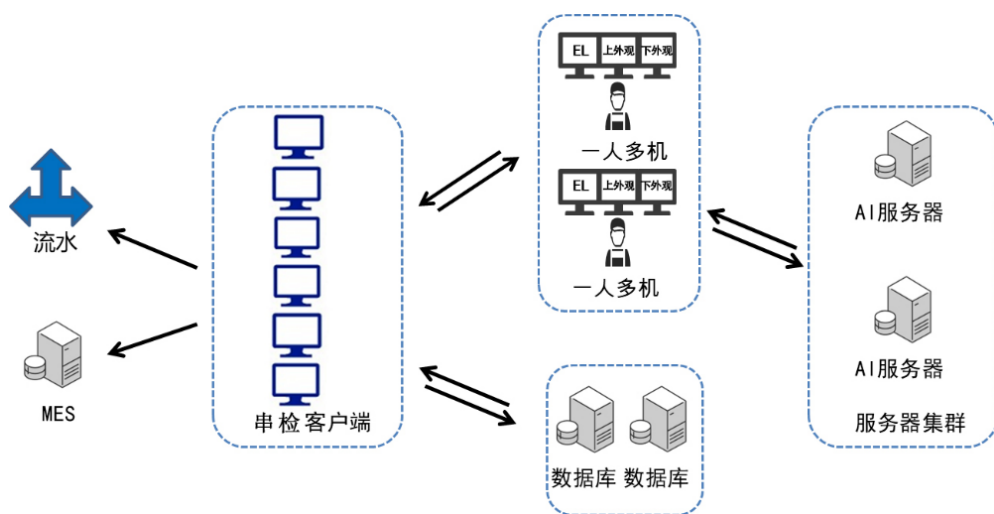 EL 上外观 下外观
一人多机
EL 上外观 下外观
一人多机
流水
MES
串检客户端
数据库 数据库
AI服务器
AI服务器
服务器集群